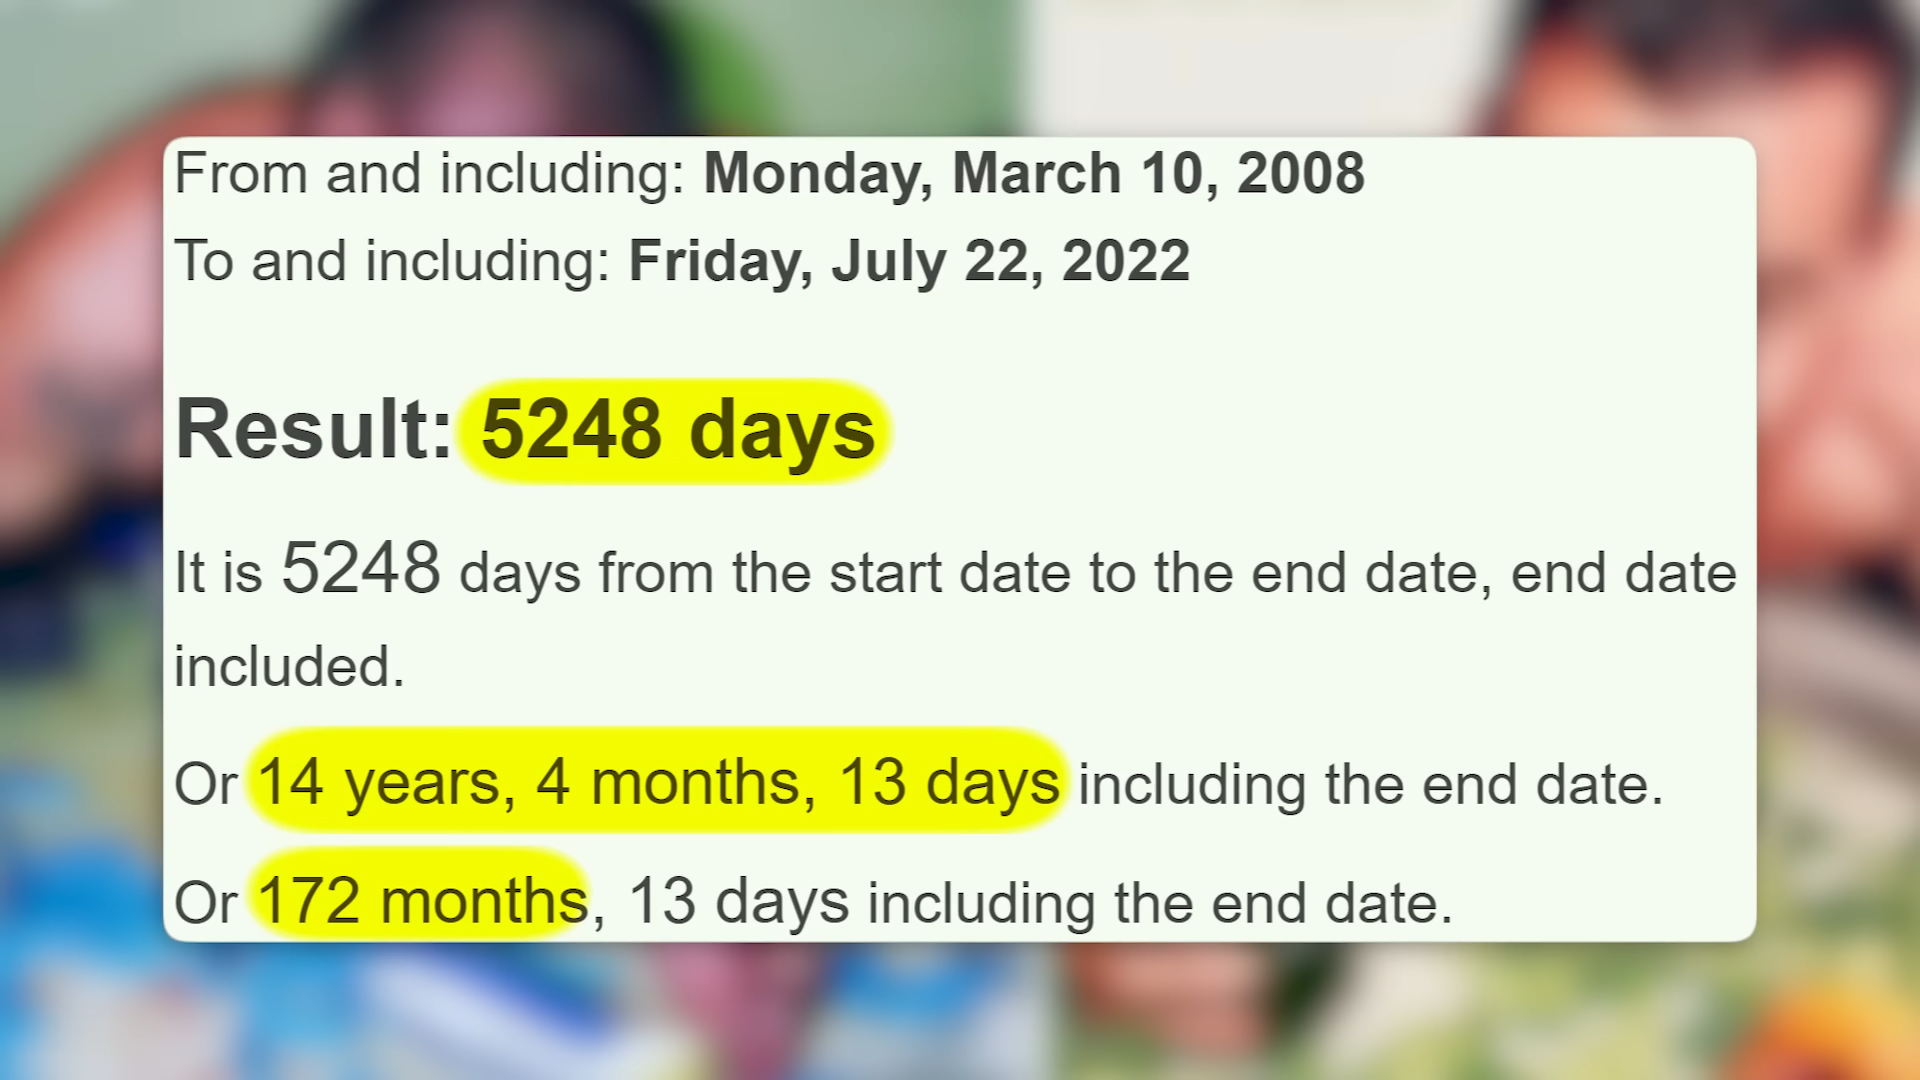 From and including: Monday, March 10, 2008
To and including: Friday, July 22, 2022
Result: 5248 days
It is 5248 days from the start date to the end date, end date
included.
Or 14 years, 4 months, 13 days including the end date.
Or 172 months, 13 days including the end date.